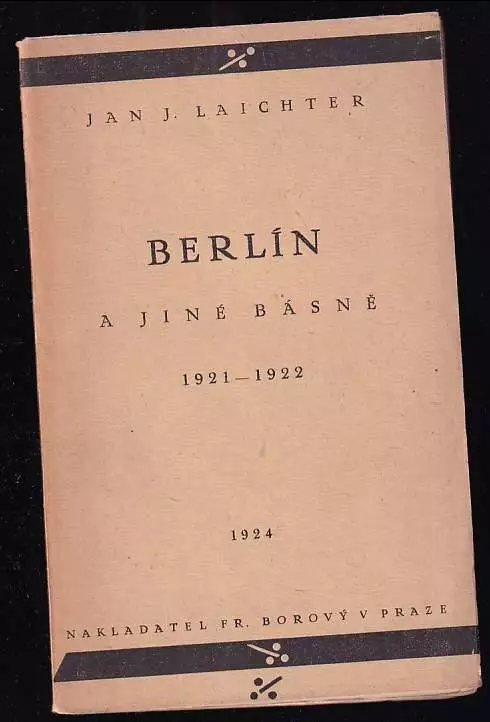 JAN J. LAICHTER
BERLÍN
A JINÉ BÁSNĚ
1921—1922
1924
NAKLADATEL FR. BOROVÝ V PRAZE